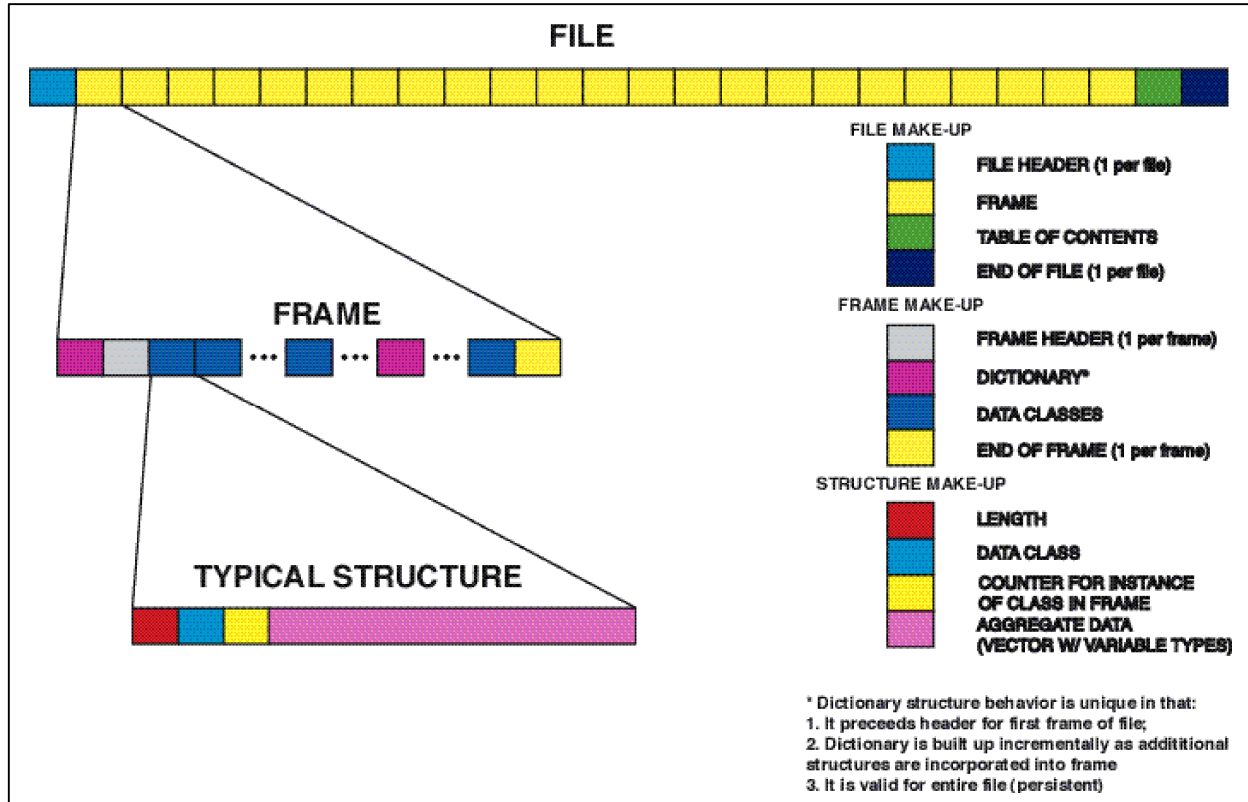 FILE
FILE MAKE-UP
FILE HEADER (1 per file)
FRAME
TABLE OF CONTENTS
END OF FILE (1 per file)
FRAME
FRAME MAKE-UP
FRAME HEADER (1 per frame)
DICTIONARY*
DATA CLASSES
END OF FRAME (1 per frame)
STRUCTURE MAKE-UP
LENGTH
DATA CLASS
COUNTER FOR INSTANCE
OF CLASS IN FRAME
AGGREGATE DATA
(VECTOR W/ VARIABLE TYPES)
TYPICAL STRUCTURE
* Dictionary structure behavior is unique in that:
1. It preceeds header for first frame of file;
2. Dictionary is built up incrementally as addititional
structures are incorporated into frame
3. It is valid for entire file (persistent)